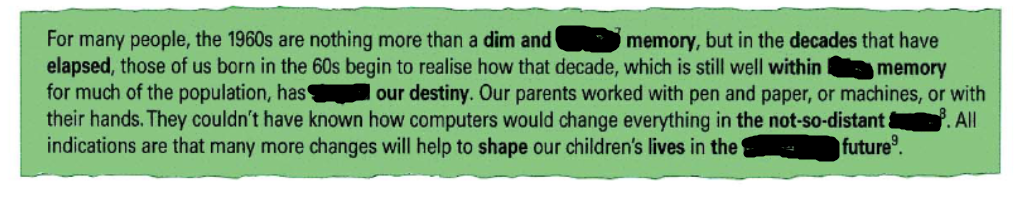 For many people, the 1960s are nothing more than a dim and memory, but in the decades that have
elapsed, those of us born in the 60s begin to realise how that decade, which is still well within memory
for much of the population, has our destiny. Our parents worked with pen and paper, or machines, or with
their hands. They couldn't have known how computers would change everything in the not-so-distant ⁸. All
indications are that many more changes will help to shape our children's lives in the future⁹.